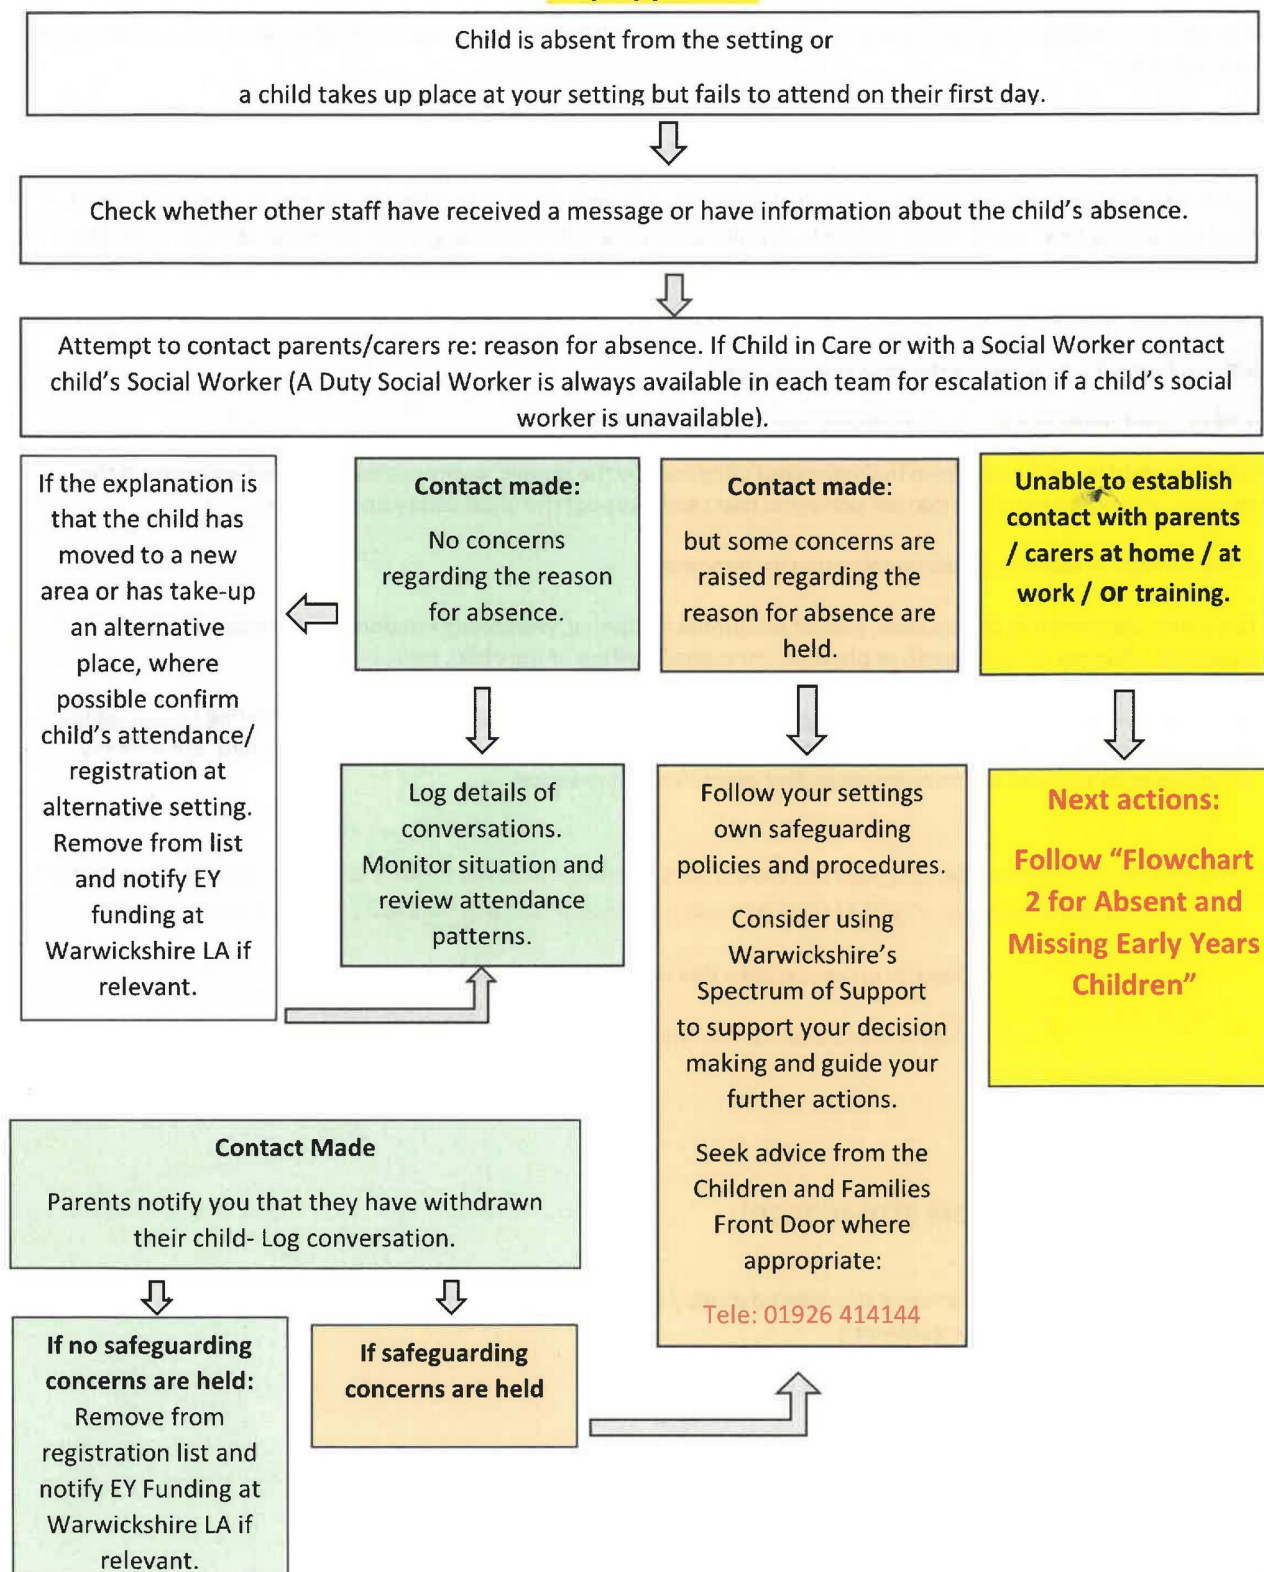 Child is absent from the setting or
a child takes up place at your setting but fails to attend on their first day.
Check whether other staff have received a message or have information about the child's absence.
Attempt to contact parents/carers re: reason for absence. If Child in Care or with a Social Worker contact
child's Social Worker (A Duty Social Worker is always available in each team for escalation if a child's social
worker is unavailable).
If the explanation is
that the child has
moved to a new
area or has take-up
an alternative
place, where
possible confirm
child's attendance/
registration at
alternative setting.
Remove from list
and notify EY
funding at
Warwickshire LA if
relevant.
Contact made:
No concerns
regarding the reason
for absence.
Log details of
conversations.
Monitor situation and
review attendance
patterns.
Contact made:
but some concerns are
raised regarding the
reason for absence are
held.
Follow your settings
own safeguarding
policies and procedures.
Consider using
Warwickshire's
Spectrum of Support
to support your decision
making and guide your
further actions.
Seek advice from the
Children and Families
Front Door where
appropriate:
Tele: 01926 414144
Unable to establish
contact with parents
/ carers at home / at
work / or training.
Next actions:
Follow "Flowchart
2 for Absent and
Missing Early Years
Children"
Contact Made
Parents notify you that they have withdrawn
their child- Log conversation.
If no safeguarding
concerns are held:
Remove from
registration list and
notify EY Funding at
Warwickshire LA if
relevant.
If safeguarding
concerns are held